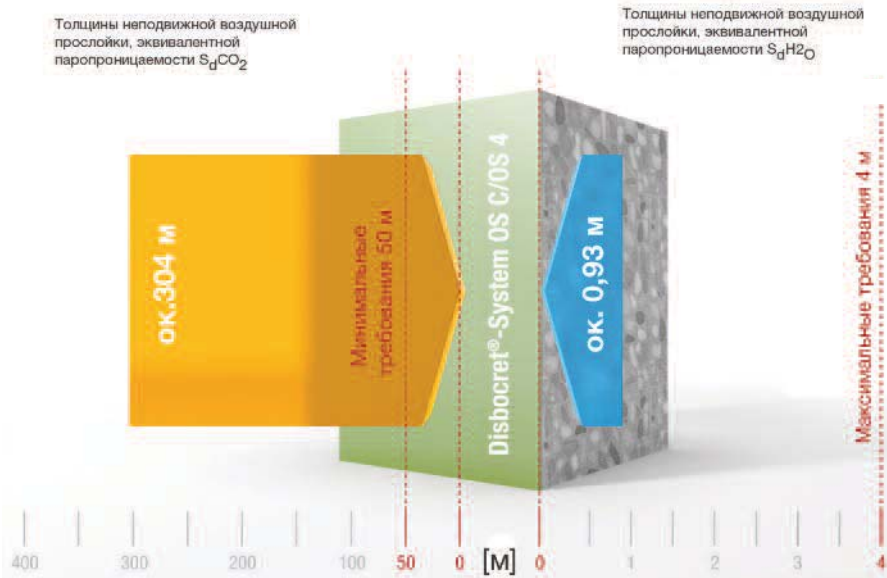 Толщины неподвижной воздушной
прослойки, эквивалентной
паропроницаемости SdCO2
Толщины неподвижной воздушной
прослойки, эквивалентной
паропроницаемости SdH2O
ок.304 м
Минимальные
требования 50 м
Disbocret®-System OS C/OS 4
ок. 0,93 м
Максимальные требования 4 м
400 300 200 100 50 0 [М] 0 1 2 3 4